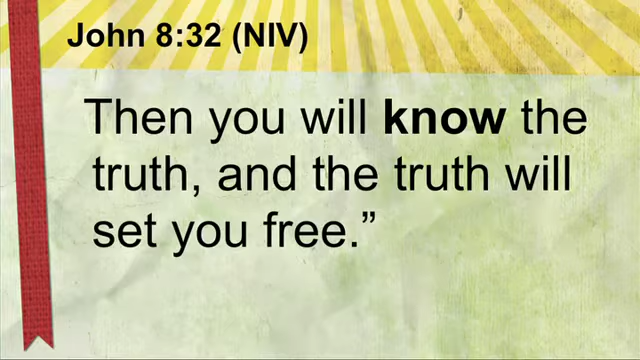 John 8:32 (NIV)
Then you will know the
truth, and the truth will
set you free.”